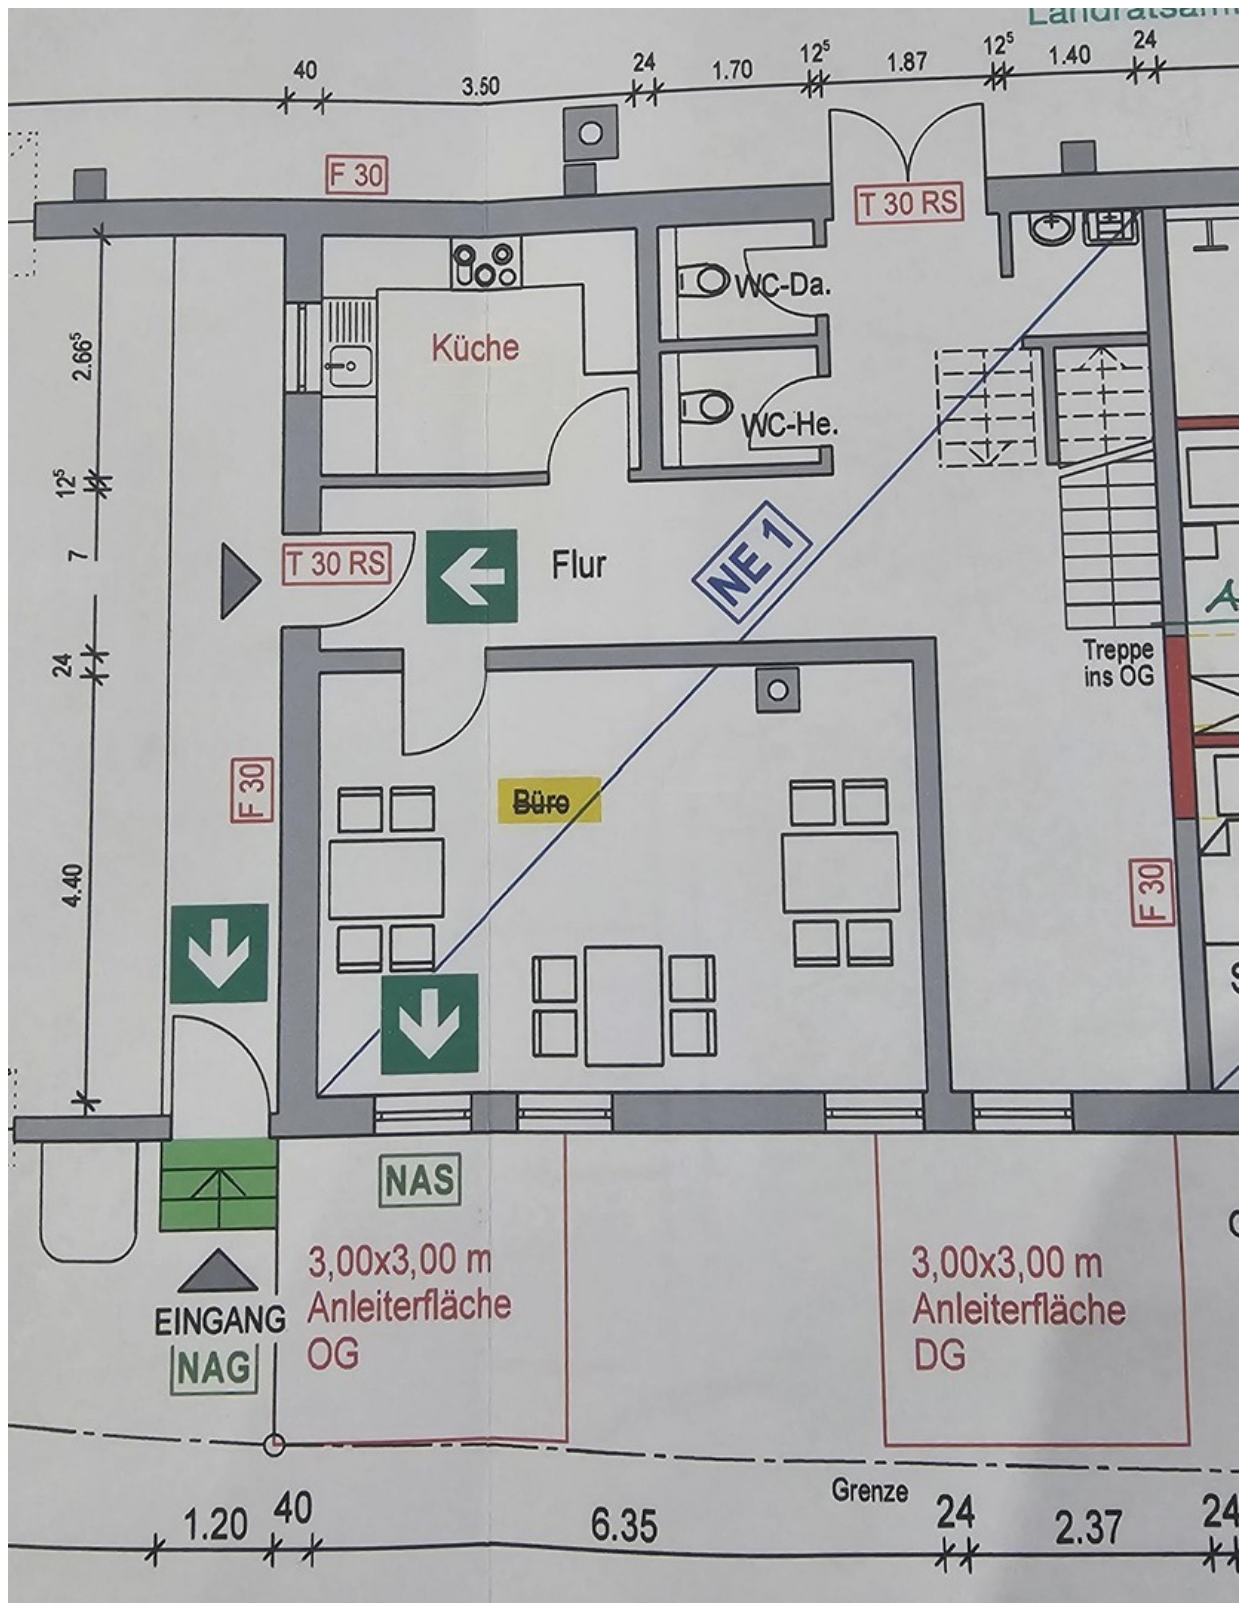 Landratsamt
40
3.50
24
1.70
12⁵
1.87
12⁵
1.40
24
F 30
T 30 RS
WC-Da.
Küche
2.66⁵
WC-He.
12⁵
7
T 30 RS
Flur
NE 1
24
Treppe
ins OG
F 30
Büro
4.40
F 30
NAS
3,00x3,00 m
Anleiterfläche
OG
3,00x3,00 m
Anleiterfläche
DG
EINGANG
NAG
Grenze
1.20
40
6.35
24
2.37
24